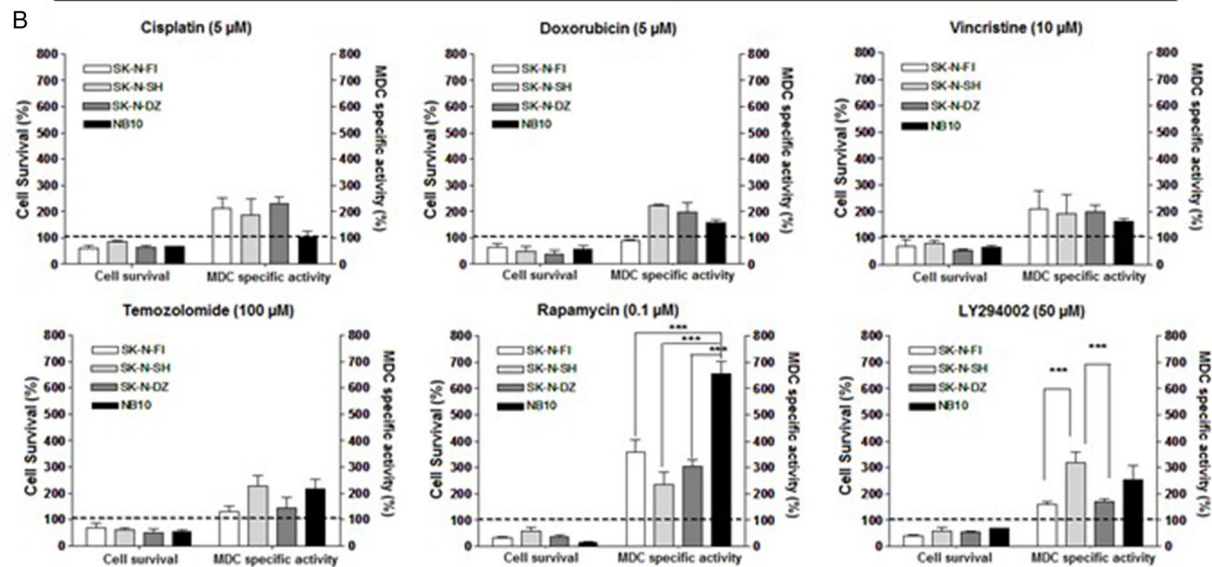 B
Cisplatin (5 µM)
800
700
600
500
400
300
200
100
0
Cell Survival (%)
SK-N-FI
SK-N-SH
SK-N-DZ
NB10
800
700
600
500
400
300
200
100
0
MDC specific activity (%)
Cell survival
MDC specific activity
Doxorubicin (5 µM)
800
700
600
500
400
300
200
100
0
Cell Survival (%)
SK-N-FI
SK-N-SH
SK-N-DZ
NB10
800
700
600
500
400
300
200
100
0
MDC specific activity (%)
Cell survival
MDC specific activity
Vincristine (10 µM)
800
700
600
500
400
300
200
100
0
Cell Survival (%)
SK-N-FI
SK-N-SH
SK-N-DZ
NB10
800
700
600
500
400
300
200
100
0
MDC specific activity (%)
Cell survival
MDC specific activity
Temozolomide (100 µM)
800
700
600
500
400
300
200
100
0
Cell Survival (%)
SK-N-FI
SK-N-SH
SK-N-DZ
NB10
800
700
600
500
400
300
200
100
0
MDC specific activity (%)
Cell survival
MDC specific activity
Rapamycin (0.1 µM)
800
700
600
500
400
300
200
100
0
Cell Survival (%)
SK-N-FI
SK-N-SH
SK-N-DZ
NB10
***
***
***
800
700
600
500
400
300
200
100
0
MDC specific activity (%)
Cell survival
MDC specific activity
LY294002 (50 µM)
800
700
600
500
400
300
200
100
0
Cell Survival (%)
SK-N-FI
SK-N-SH
SK-N-DZ
NB10
***
***
800
700
600
500
400
300
200
100
0
MDC specific activity (%)
Cell survival
MDC specific activity